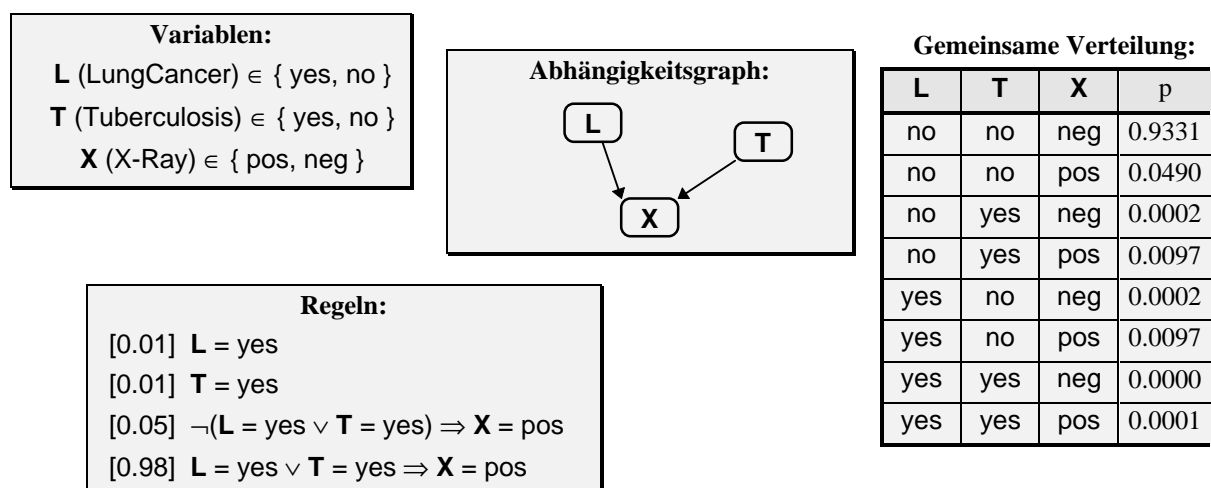 Variablen:
L (LungCancer) ∈ { yes, no }
T (Tuberculosis) ∈ { yes, no }
X (X-Ray) ∈ { pos, neg }
Abhängigkeitsgraph:
L
T
X
Gemeinsame Verteilung:
L T X p
no no neg 0.9331
no no pos 0.0490
no yes neg 0.0002
no yes pos 0.0097
yes no neg 0.0002
yes no pos 0.0097
yes yes neg 0.0000
yes yes pos 0.0001
Regeln:
[0.01] L = yes
[0.01] T = yes
[0.05] ¬(L = yes ∨ T = yes) ⇒ X = pos
[0.98] L = yes ∨ T = yes ⇒ X = pos